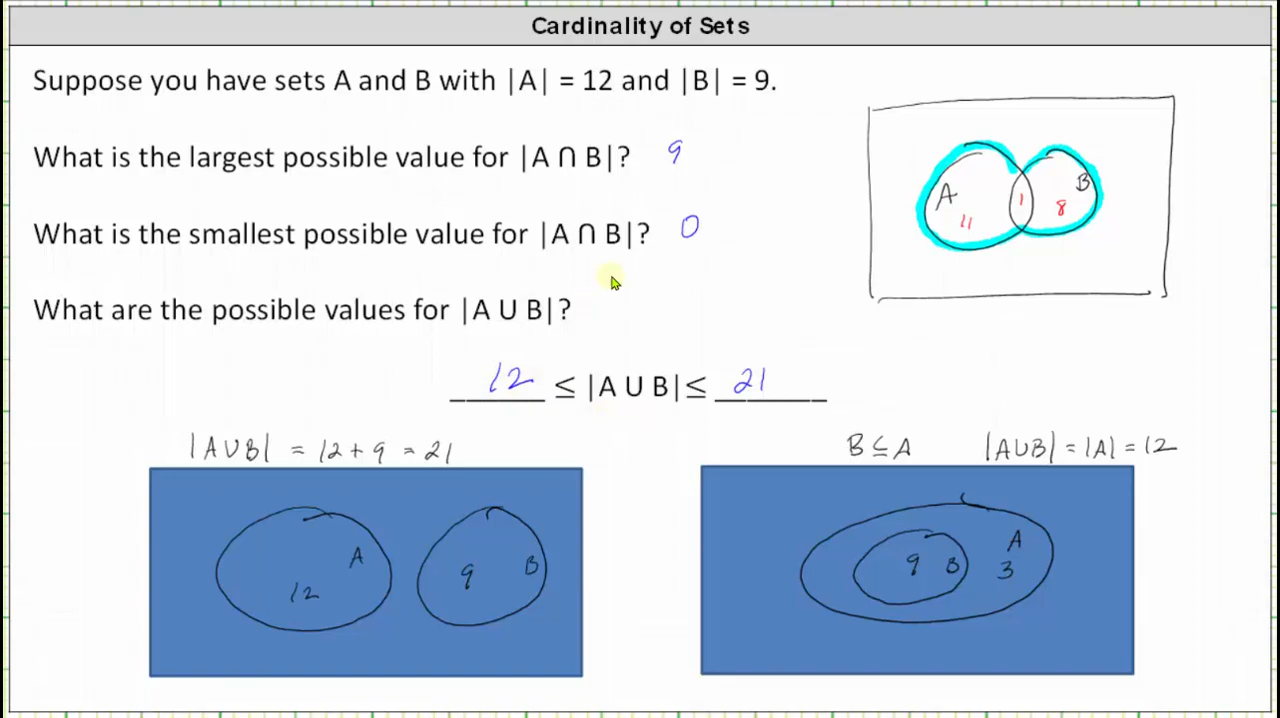 Cardinality of Sets
Suppose you have sets A and B with |A| = 12 and |B| = 9.
What is the largest possible value for |A ∩ B|? 9
A 11 1 8 B
What is the smallest possible value for |A ∩ B|? 0
What are the possible values for |A U B|?
12 ≤ |A U B| ≤ 21
|A∪B| = 12 + 9 = 21
B ⊆ A |A∪B| = |A| = 12
A 12 9 B
9 B A 3